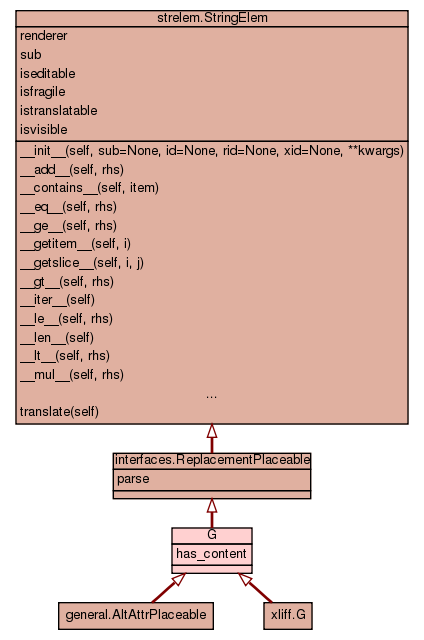 strelem.StringElem
renderer
sub
iseditable
isfragile
istranslatable
isvisible
__init__(self, sub=None, id=None, rid=None, xid=None, **kwargs)
__add__(self, rhs)
__contains__(self, item)
__eq__(self, rhs)
__ge__(self, rhs)
__getitem__(self, i)
__getslice__(self, i, j)
__gt__(self, rhs)
__iter__(self)
__le__(self, rhs)
__len__(self)
__lt__(self, rhs)
__mul__(self, rhs)
...
translate(self)
interfaces.ReplacementPlaceable
parse
G
has_content
general.AltAttrPlaceable
xliff.G